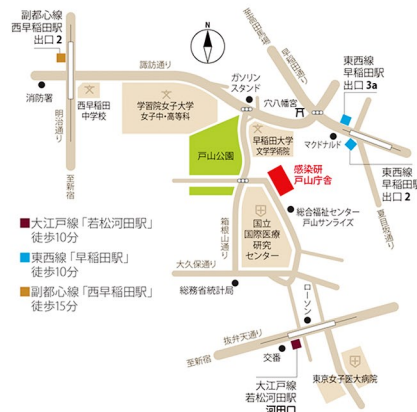 副都心線
西早稲田駅
出口 2
N
至高田馬場
早稲田通り
東西線
早稲田駅
出口 3a
諏訪通り
ガソリン
スタンド
穴八幡宮
消防署
西早稲田
中学校
学習院女子大学
女子中・高等科
早稲田大学
文学学術院
マクドナルド
明治通り
戸山公園
感染研
戸山庁舎
東西線
早稲田駅
出口 2
至新宿
総合福祉センター
戸山サンライズ
夏目坂通り
大江戸線「若松河田駅」
徒歩10分
国立
国際医療
研究
センター
箱根山通り
東西線「早稲田駅」
徒歩10分
大久保通り
副都心線「西早稲田駅」
徒歩15分
総務省統計局
ローソン
抜弁天通り
至新宿
交番
東京女子医大病院
大江戸線
若松河田駅
河田口